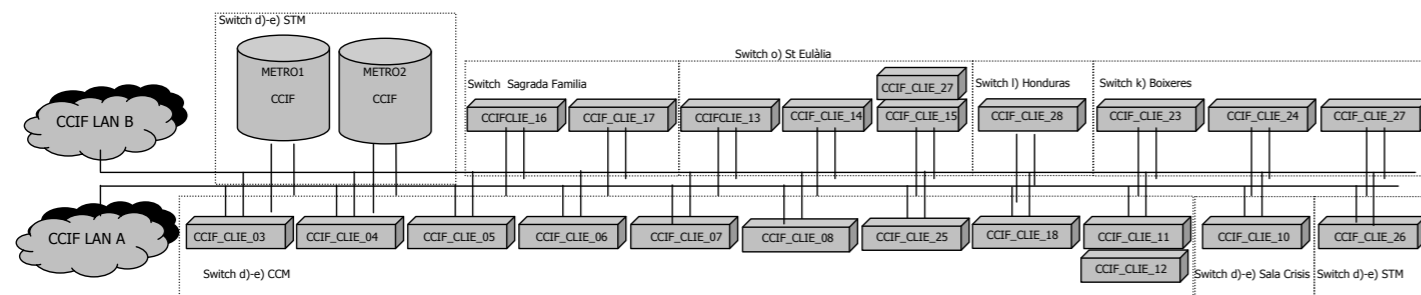 Switch d)-e) STM
METRO1
CCIF
METRO2
CCIF
CCIF LAN B
CCIF LAN A
Switch Sagrada Familia
CCIFCLIE_16
CCIF_CLIE_17
Switch o) St Eulàlia
CCIFCLIE_13
CCIF_CLIE_14
CCIF_CLIE_27
CCIF_CLIE_15
Switch l) Honduras
CCIF_CLIE_28
Switch k) Boixeres
CCIF_CLIE_23
CCIF_CLIE_24
CCIF_CLIE_27
CCIF_CLIE_03
CCIF_CLIE_04
CCIF_CLIE_05
CCIF_CLIE_06
CCIF_CLIE_07
CCIF_CLIE_08
CCIF_CLIE_25
CCIF_CLIE_18
CCIF_CLIE_11
CCIF_CLIE_12
CCIF_CLIE_10
CCIF_CLIE_26
Switch d)-e) CCM
Switch d)-e) Sala Crisis
Switch d)-e) STM